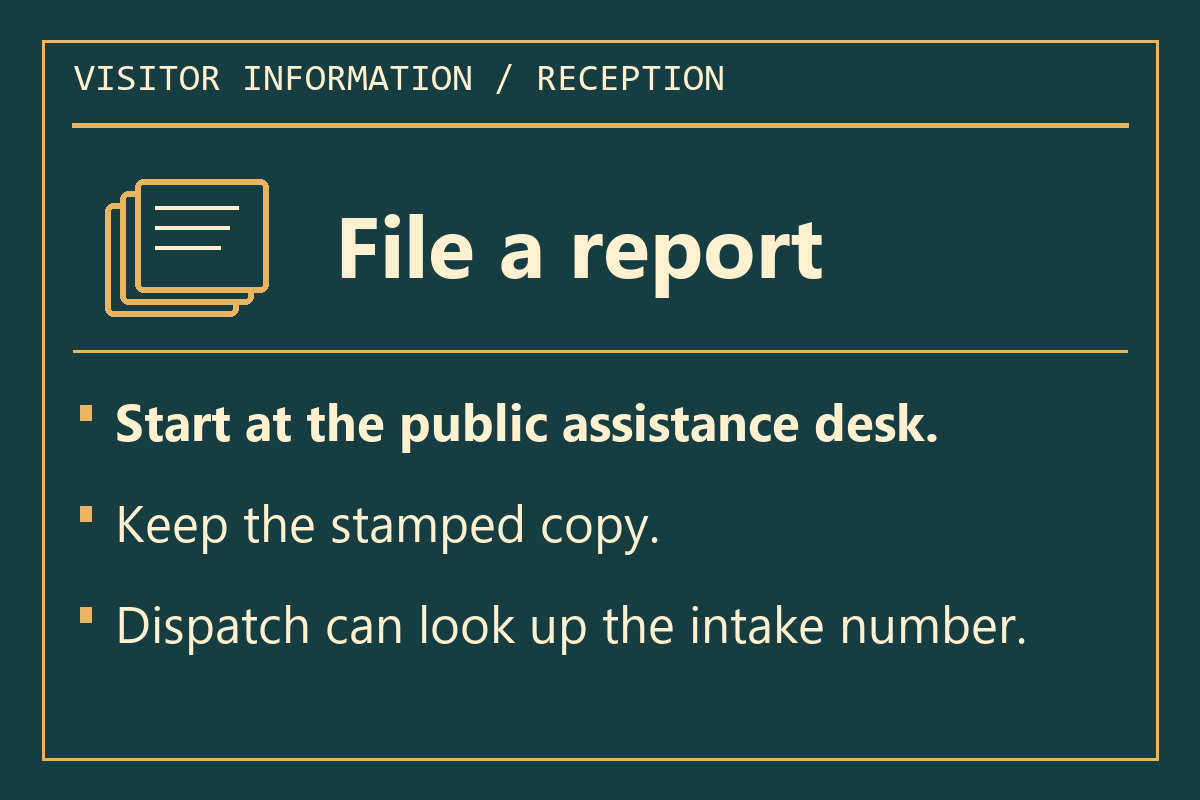 VISITOR INFORMATION / RECEPTION
File a report
Start at the public assistance desk.
Keep the stamped copy.
Dispatch can look up the intake number.